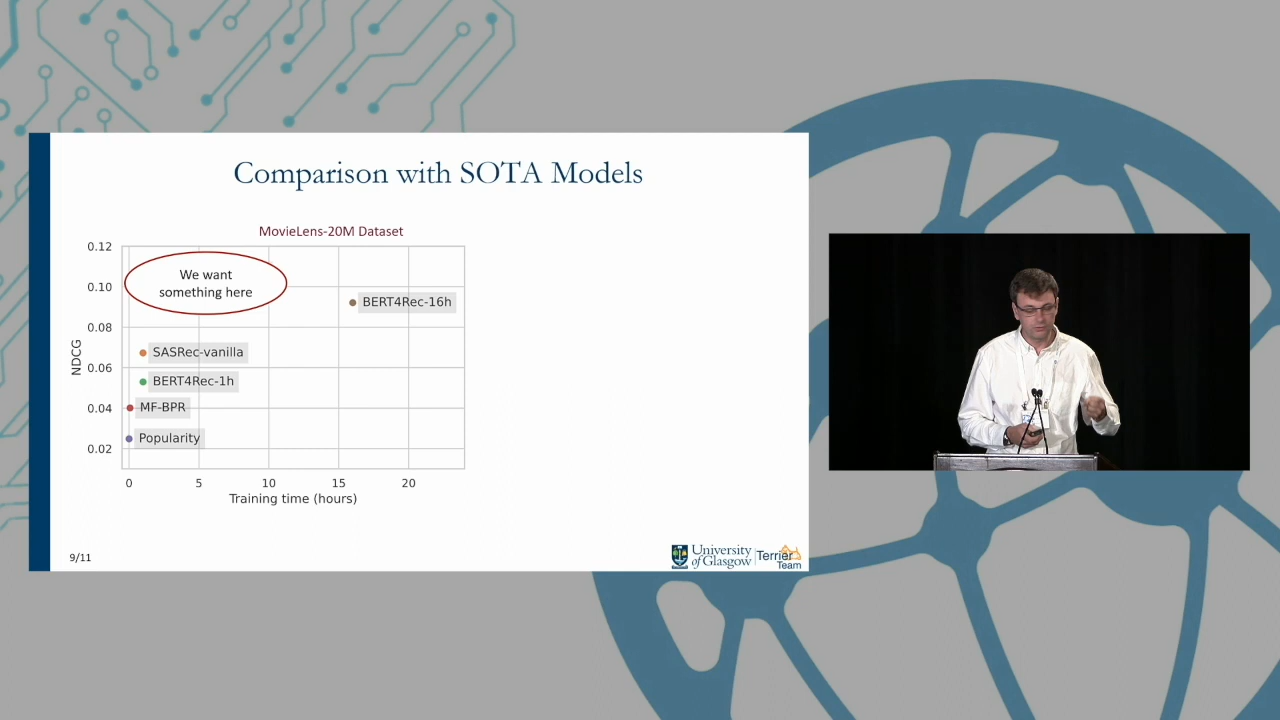 Comparison with SOTA Models
MovieLens-20M Dataset
0.12
0.10
0.08
0.06
0.04
0.02
NDCG
We want
something here
BERT4Rec-16h
SASRec-vanilla
BERT4Rec-1h
MF-BPR
Popularity
0 5 10 15 20
Training time (hours)
9/11
University
of Glasgow
Terrier
Team